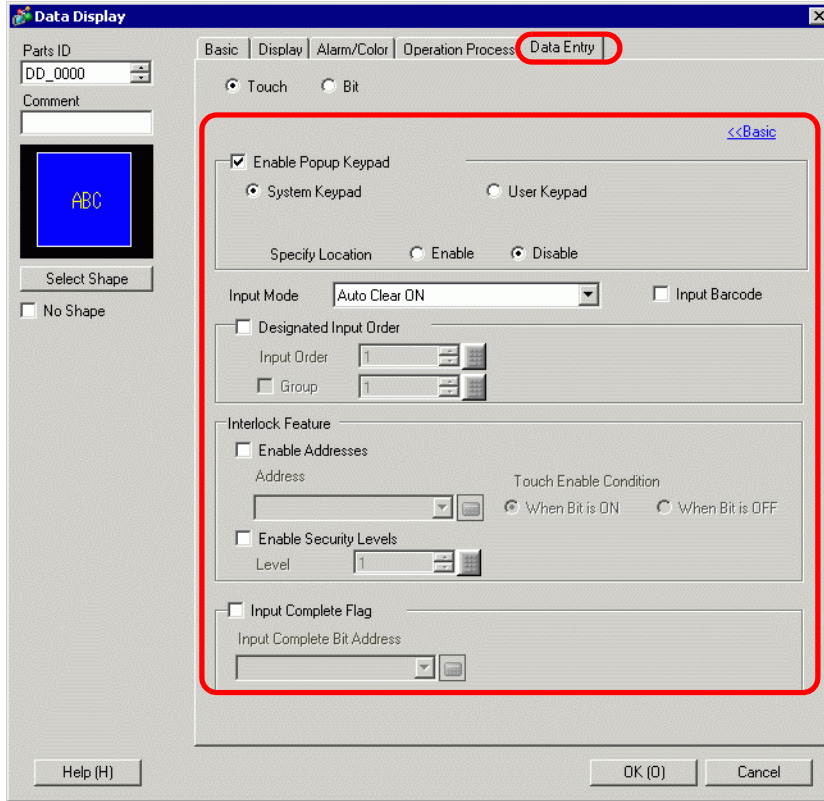 Data Display
Parts ID
DD_0000
Comment
ABC
Select Shape
No Shape
Basic Display Alarm/Color Operation Process Data Entry
Touch Bit
<<Basic
Enable Popup Keypad
System Keypad User Keypad
Specify Location Enable Disable
Input Mode Auto Clear ON Input Barcode
Designated Input Order
Input Order 1
Group 1
Interlock Feature
Enable Addresses
Address Touch Enable Condition
When Bit is ON When Bit is OFF
Enable Security Levels
Level 1
Input Complete Flag
Input Complete Bit Address
Help (H) OK (O) Cancel